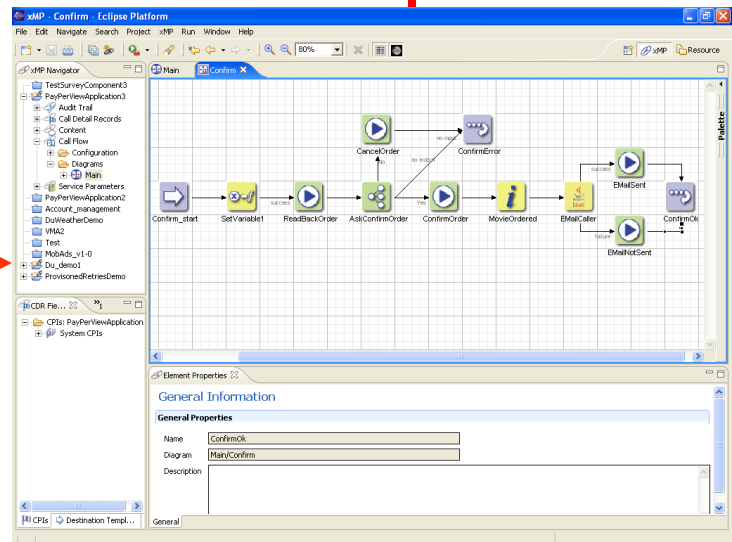 xMP - Confirm - Eclipse Platform
File Edit Navigate Search Project xMP Run Window Help
80%
xMP
Resource
xMP Navigator
TestSurveyComponent3
PayPerViewApplication3
Audit Trail
Call Detail Records
Content
Call Flow
Configuration
Diagrams
Main
Service Parameters
PayPerViewApplication2
Account_management
DuWeatherDemo
VMA2
Test
MobAds_v1-0
Du_demo1
ProvisonedRetriesDemo
CDR Fie...
»1
CPIs: PayPerViewApplication
System CPIs
CPIs
Destination Templ...
Main
Confirm
Palette
no input
CancelOrder
ConfirmError
No
no match
success
EMailSent
success
Yes
Java
Confirm_start
SetVariable1
ReadBackOrder
AskConfirmOrder
ConfirmOrder
MovieOrdered
EMailCaller
ConfirmOk
failure
EMailNotSent
Element Properties
General Information
General Properties
Name
ConfirmOk
Diagram
Main/Confirm
Description
General